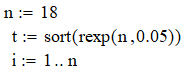 n := 18
t := sort(rexp(n,0.05))
i := 1 .. n